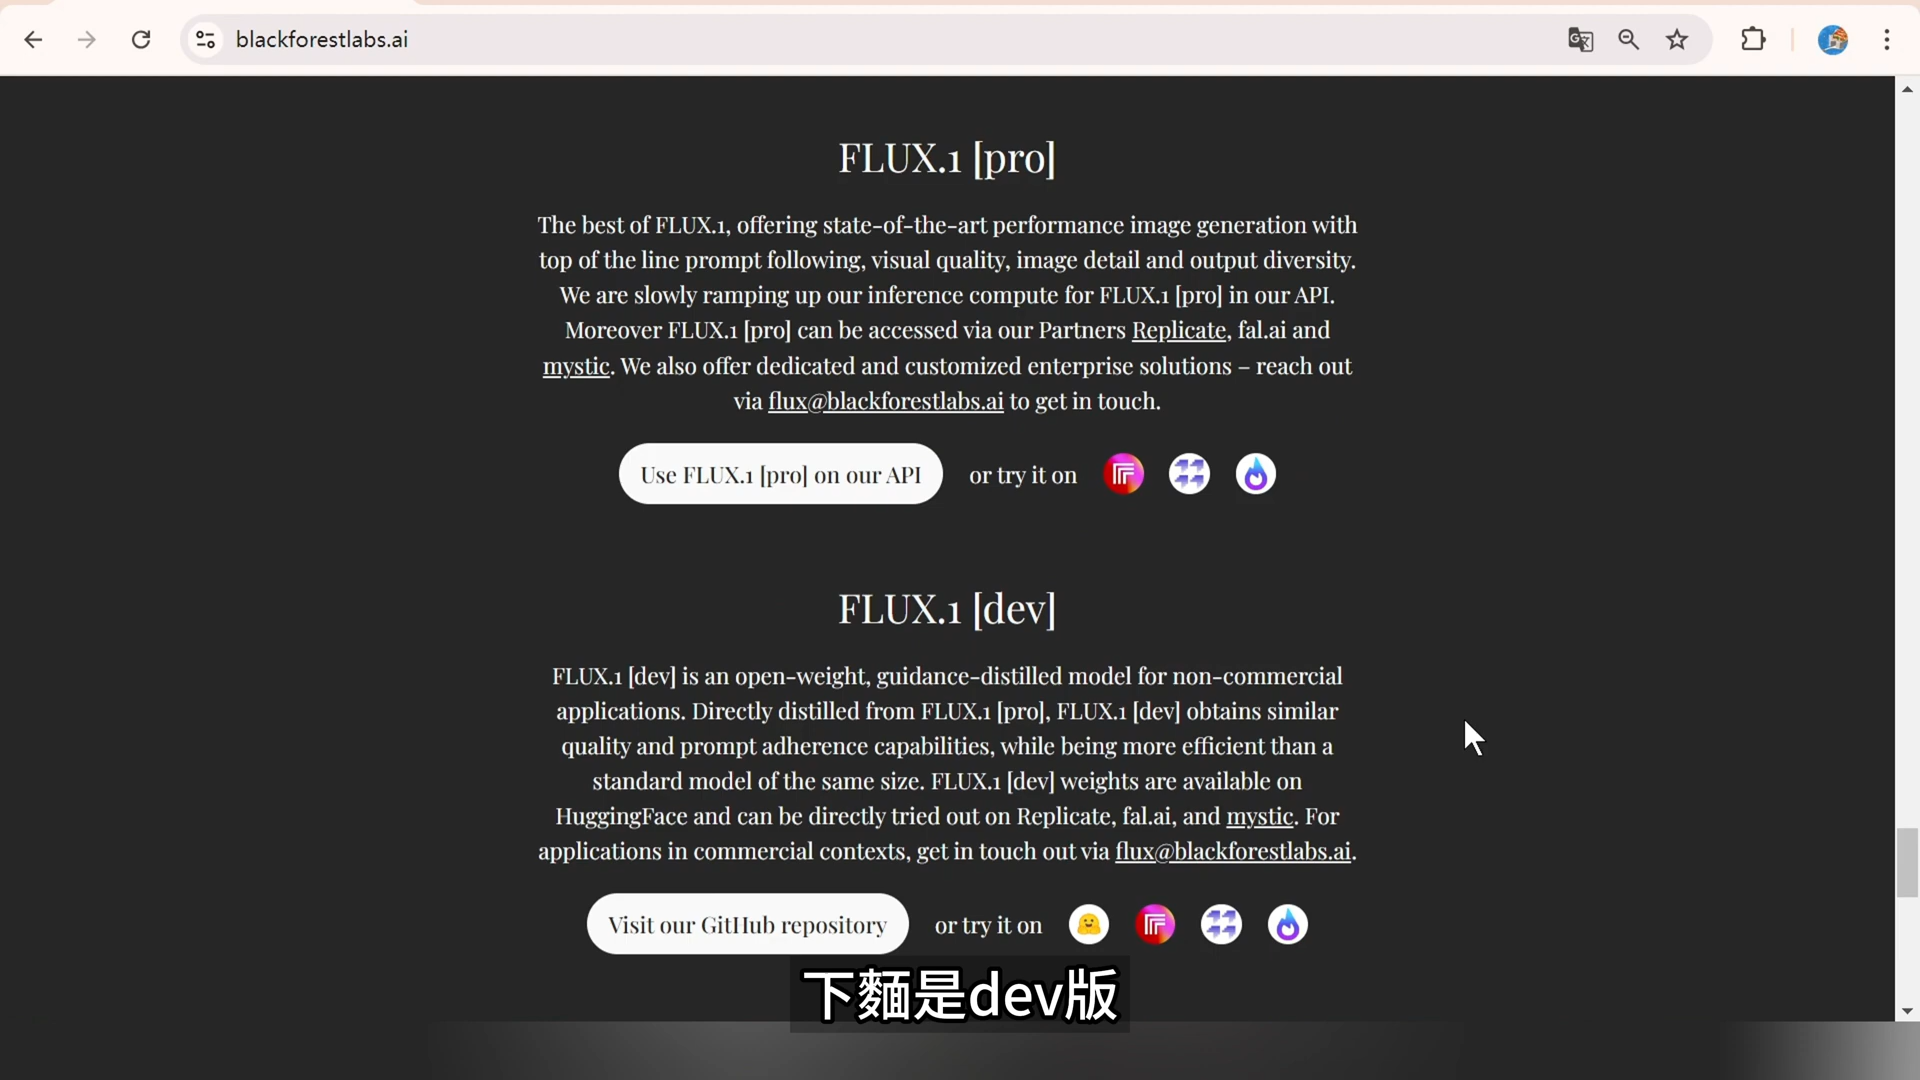 blackforestlabs.ai
FLUX.1 [pro]
The best of FLUX.1, offering state-of-the-art performance image generation with
top of the line prompt following, visual quality, image detail and output diversity.
We are slowly ramping up our inference compute for FLUX.1 [pro] in our API.
Moreover FLUX.1 [pro] can be accessed via our Partners Replicate, fal.ai and
mystic. We also offer dedicated and customized enterprise solutions – reach out
via flux@blackforestlabs.ai to get in touch.
Use FLUX.1 [pro] on our API or try it on
FLUX.1 [dev]
FLUX.1 [dev] is an open-weight, guidance-distilled model for non-commercial
applications. Directly distilled from FLUX.1 [pro], FLUX.1 [dev] obtains similar
quality and prompt adherence capabilities, while being more efficient than a
standard model of the same size. FLUX.1 [dev] weights are available on
HuggingFace and can be directly tried out on Replicate, fal.ai, and mystic. For
applications in commercial contexts, get in touch out via flux@blackforestlabs.ai.
Visit our GitHub repository or try it on
下麵是dev版